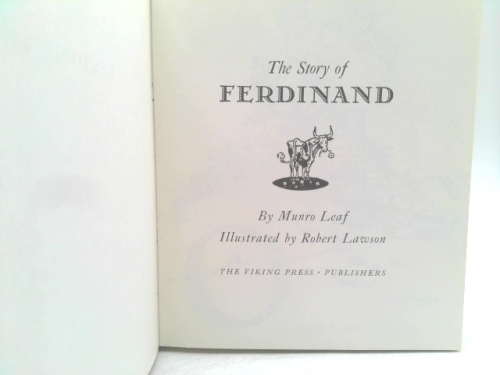 The Story of
FERDINAND
By Munro Leaf
Illustrated by Robert Lawson
THE VIKING PRESS · PUBLISHERS